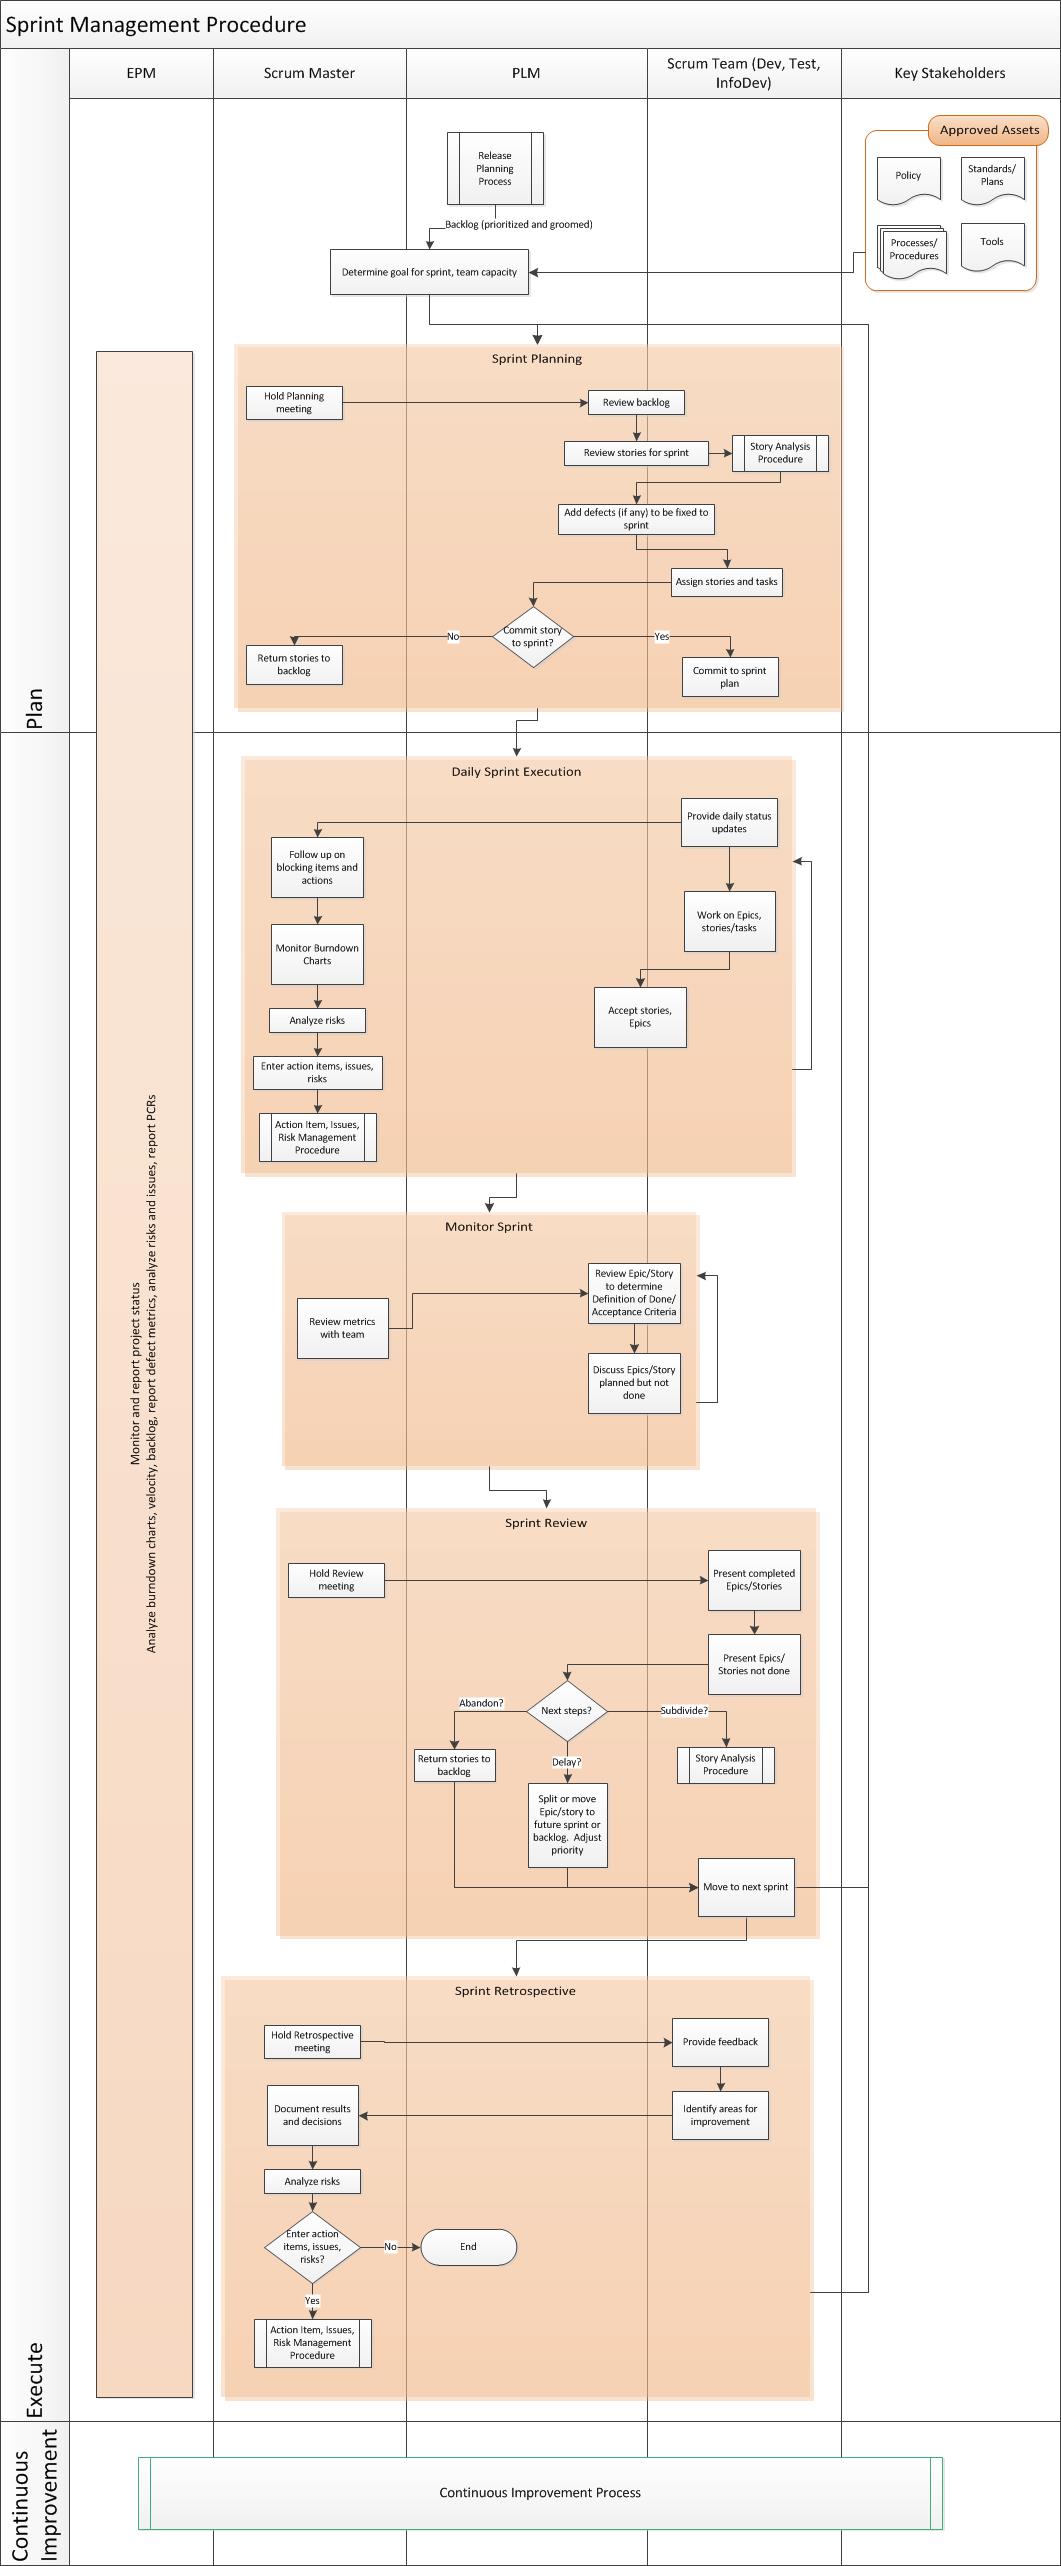 Sprint Management Procedure
EPM
Scrum Master
PLM
Scrum Team (Dev, Test,
InfoDev)
Key Stakeholders
Approved Assets
Policy
Standards/
Plans
Processes/
Procedures
Tools
Release
Planning
Process
Backlog (prioritized and groomed)
Determine goal for sprint, team capacity
Plan
Sprint Planning
Hold Planning
meeting
Review backlog
Review stories for sprint
Story Analysis
Procedure
Add defects (if any) to be fixed to
sprint
Assign stories and tasks
Commit story
to sprint?
No
Yes
Return stories to
backlog
Commit to sprint
plan
Monitor and report project status
Analyze burndown charts, velocity, backlog, report defect metrics, analyze risks and issues, report PCRs
Execute
Daily Sprint Execution
Provide daily status
updates
Follow up on
blocking items and
actions
Work on Epics,
stories/tasks
Monitor Burndown
Charts
Accept stories,
Epics
Analyze risks
Enter action items, issues,
risks
Action Item, Issues,
Risk Management
Procedure
Monitor Sprint
Review metrics
with team
Review Epic/Story
to determine
Definition of Done/
Acceptance Criteria
Discuss Epics/Story
planned but not
done
Sprint Review
Hold Review
meeting
Present completed
Epics/Stories
Present Epics/
Stories not done
Next steps?
Abandon?
Subdivide?
Delay?
Return stories to
backlog
Story Analysis
Procedure
Split or move
Epic/story to
future sprint or
backlog. Adjust
priority
Move to next sprint
Sprint Retrospective
Hold Retrospective
meeting
Provide feedback
Identify areas for
improvement
Document results
and decisions
Analyze risks
Enter action
items, issues,
risks?
No
End
Yes
Action Item, Issues,
Risk Management
Procedure
Continuous
Improvement
Continuous Improvement Process